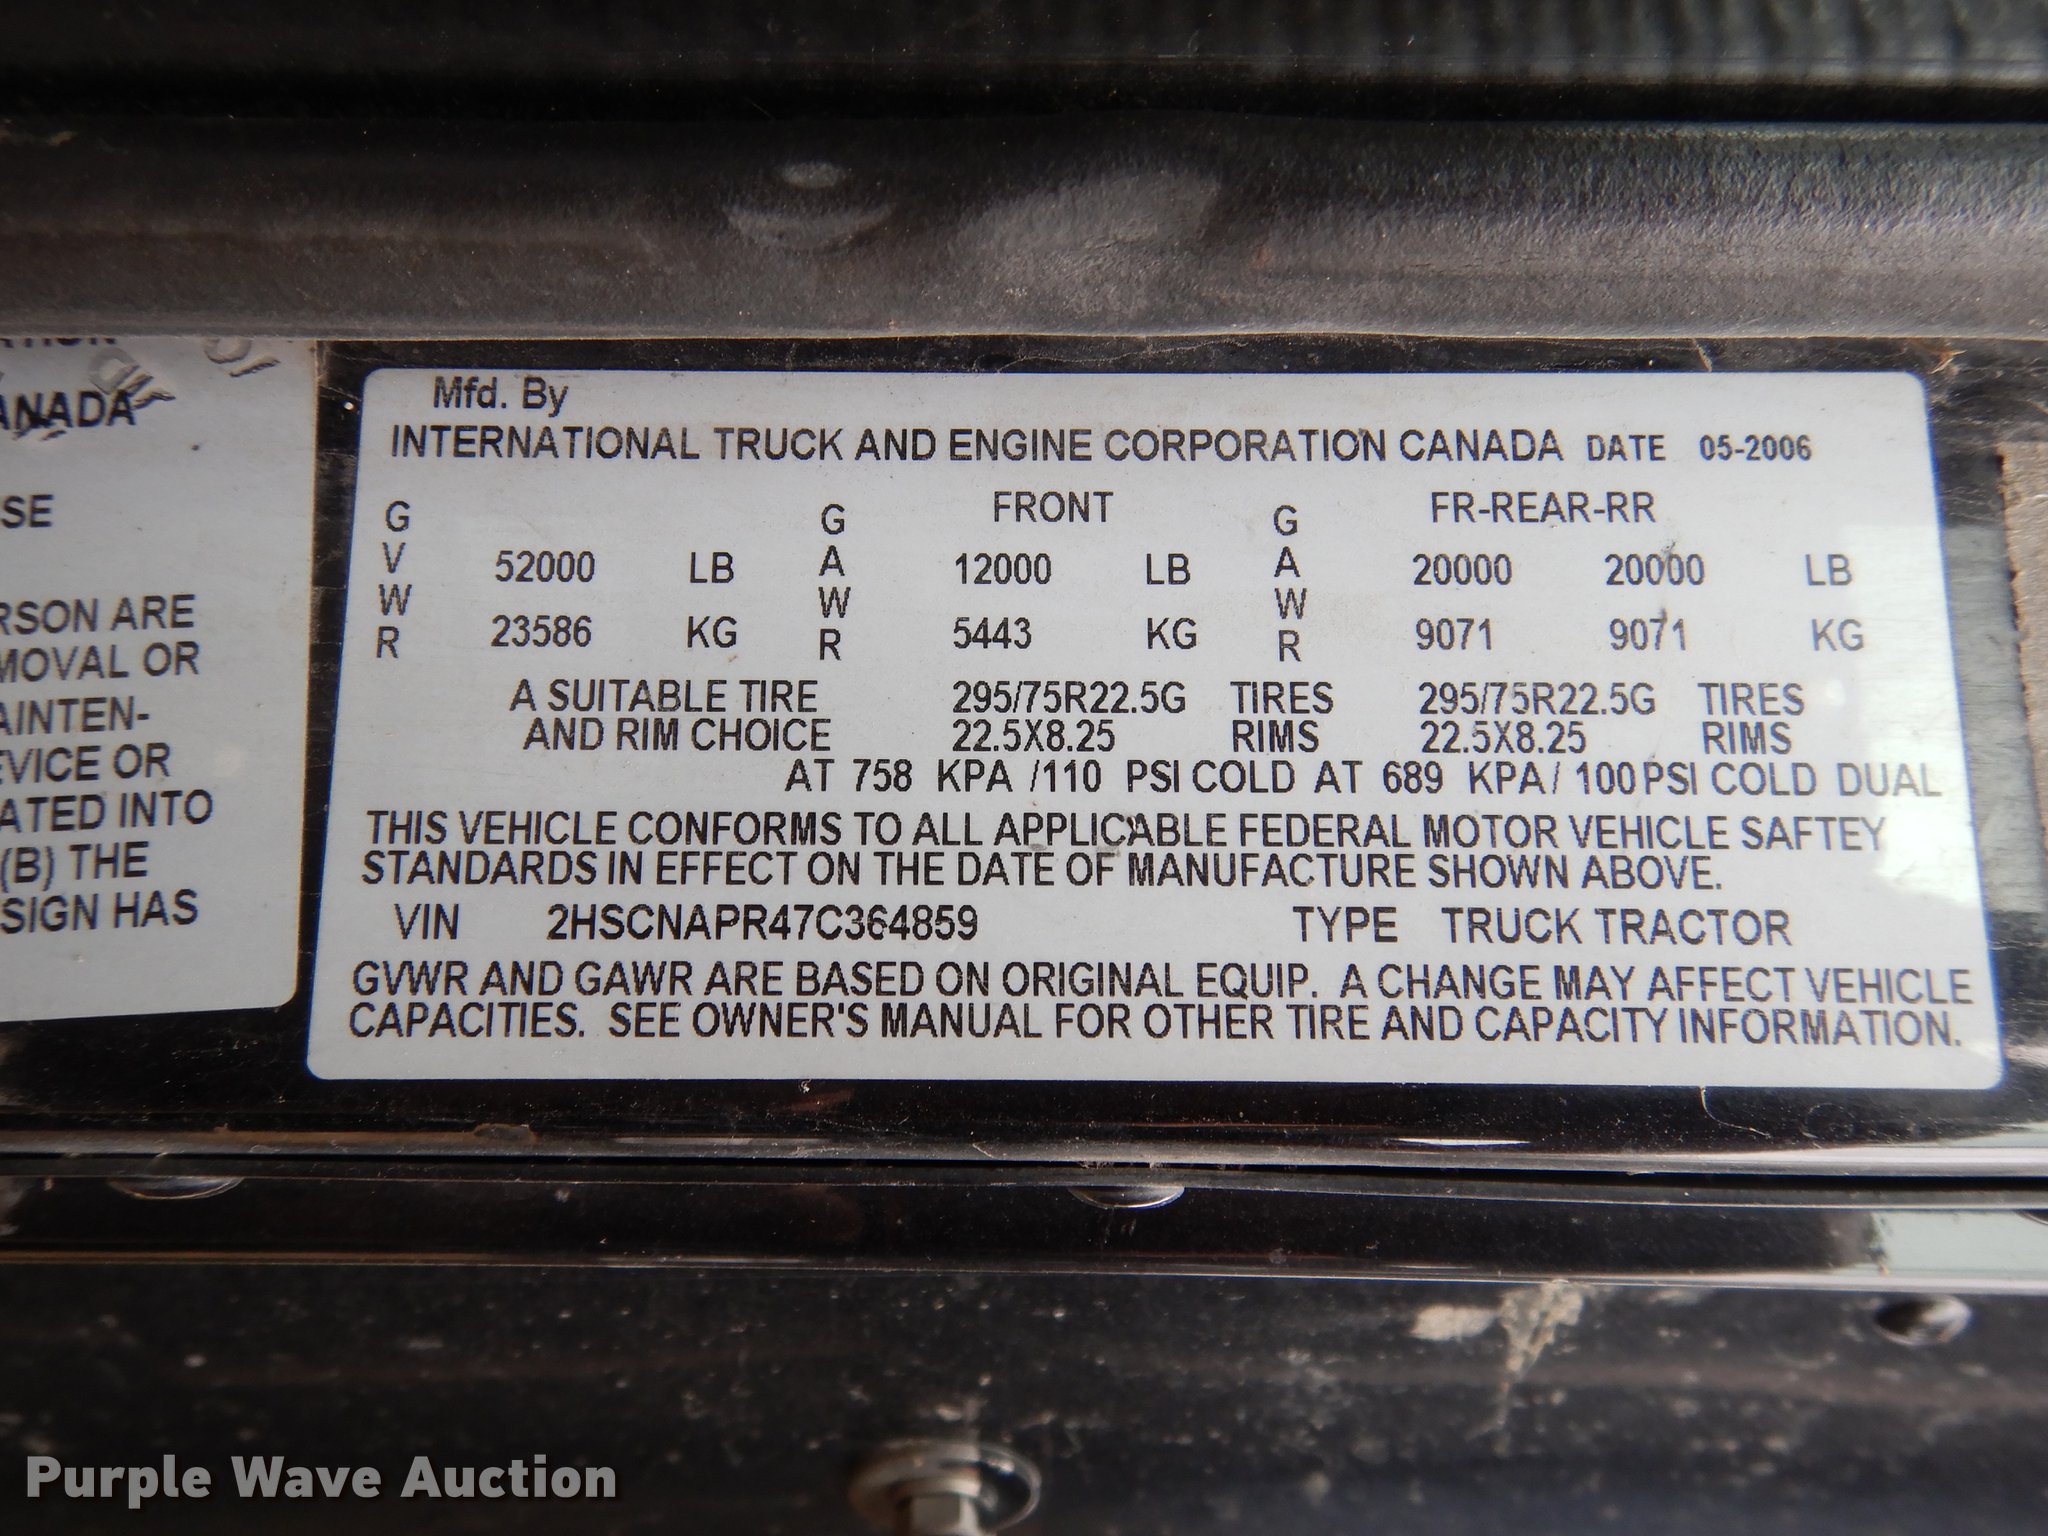 ANADA
SE
RSON ARE
MOVAL OR
AINTEN-
EVICE OR
ATED INTO
(B) THE
SIGN HAS
Mfd. By
INTERNATIONAL TRUCK AND ENGINE CORPORATION CANADA DATE 05-2006
GVWR 52000 LB 23586 KG
GAWR FRONT 12000 LB 5443 KG
GAWR FR-REAR-RR 20000 20000 LB 9071 9071 KG
A SUITABLE TIRE 295/75R22.5G TIRES 295/75R22.5G TIRES
AND RIM CHOICE 22.5X8.25 RIMS 22.5X8.25 RIMS
AT 758 KPA /110 PSI COLD AT 689 KPA/ 100 PSI COLD DUAL
THIS VEHICLE CONFORMS TO ALL APPLICABLE FEDERAL MOTOR VEHICLE SAFTEY
STANDARDS IN EFFECT ON THE DATE OF MANUFACTURE SHOWN ABOVE.
VIN 2HSCNAPR47C364859 TYPE TRUCK TRACTOR
GVWR AND GAWR ARE BASED ON ORIGINAL EQUIP. A CHANGE MAY AFFECT VEHICLE
CAPACITIES. SEE OWNER'S MANUAL FOR OTHER TIRE AND CAPACITY INFORMATION.
Purple Wave Auction